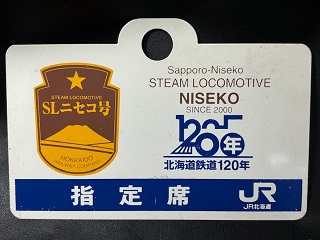 STEAM LOCOMOTIVE
SLニセコ号
HOKKAIDO
RAILWAY COMPANY
Sapporo-Niseko
STEAM LOCOMOTIVE
NISEKO
SINCE 2000
120年
北海道鉄道120年
指定席
JR
JR北海道